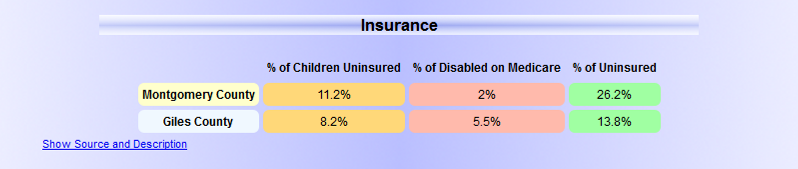 Insurance
% of Children Uninsured % of Disabled on Medicare % of Uninsured
Montgomery County 11.2% 2% 26.2%
Giles County 8.2% 5.5% 13.8%
Show Source and Description